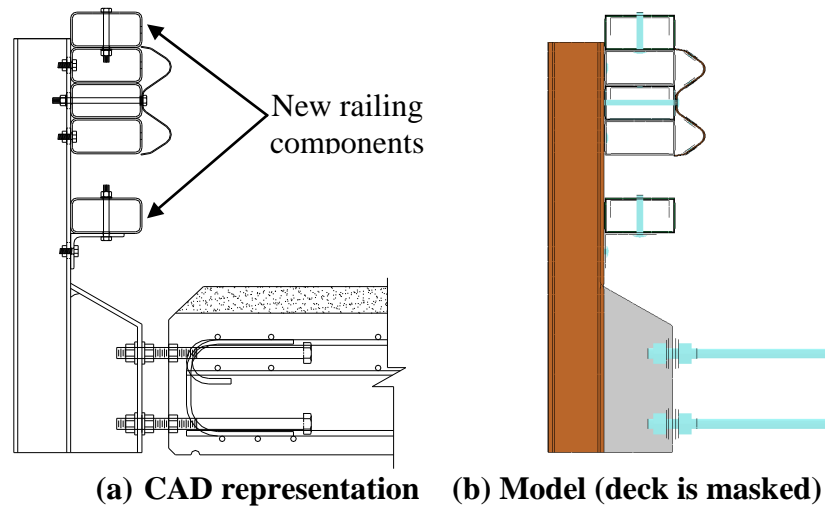 New railing
components
(a) CAD representation (b) Model (deck is masked)